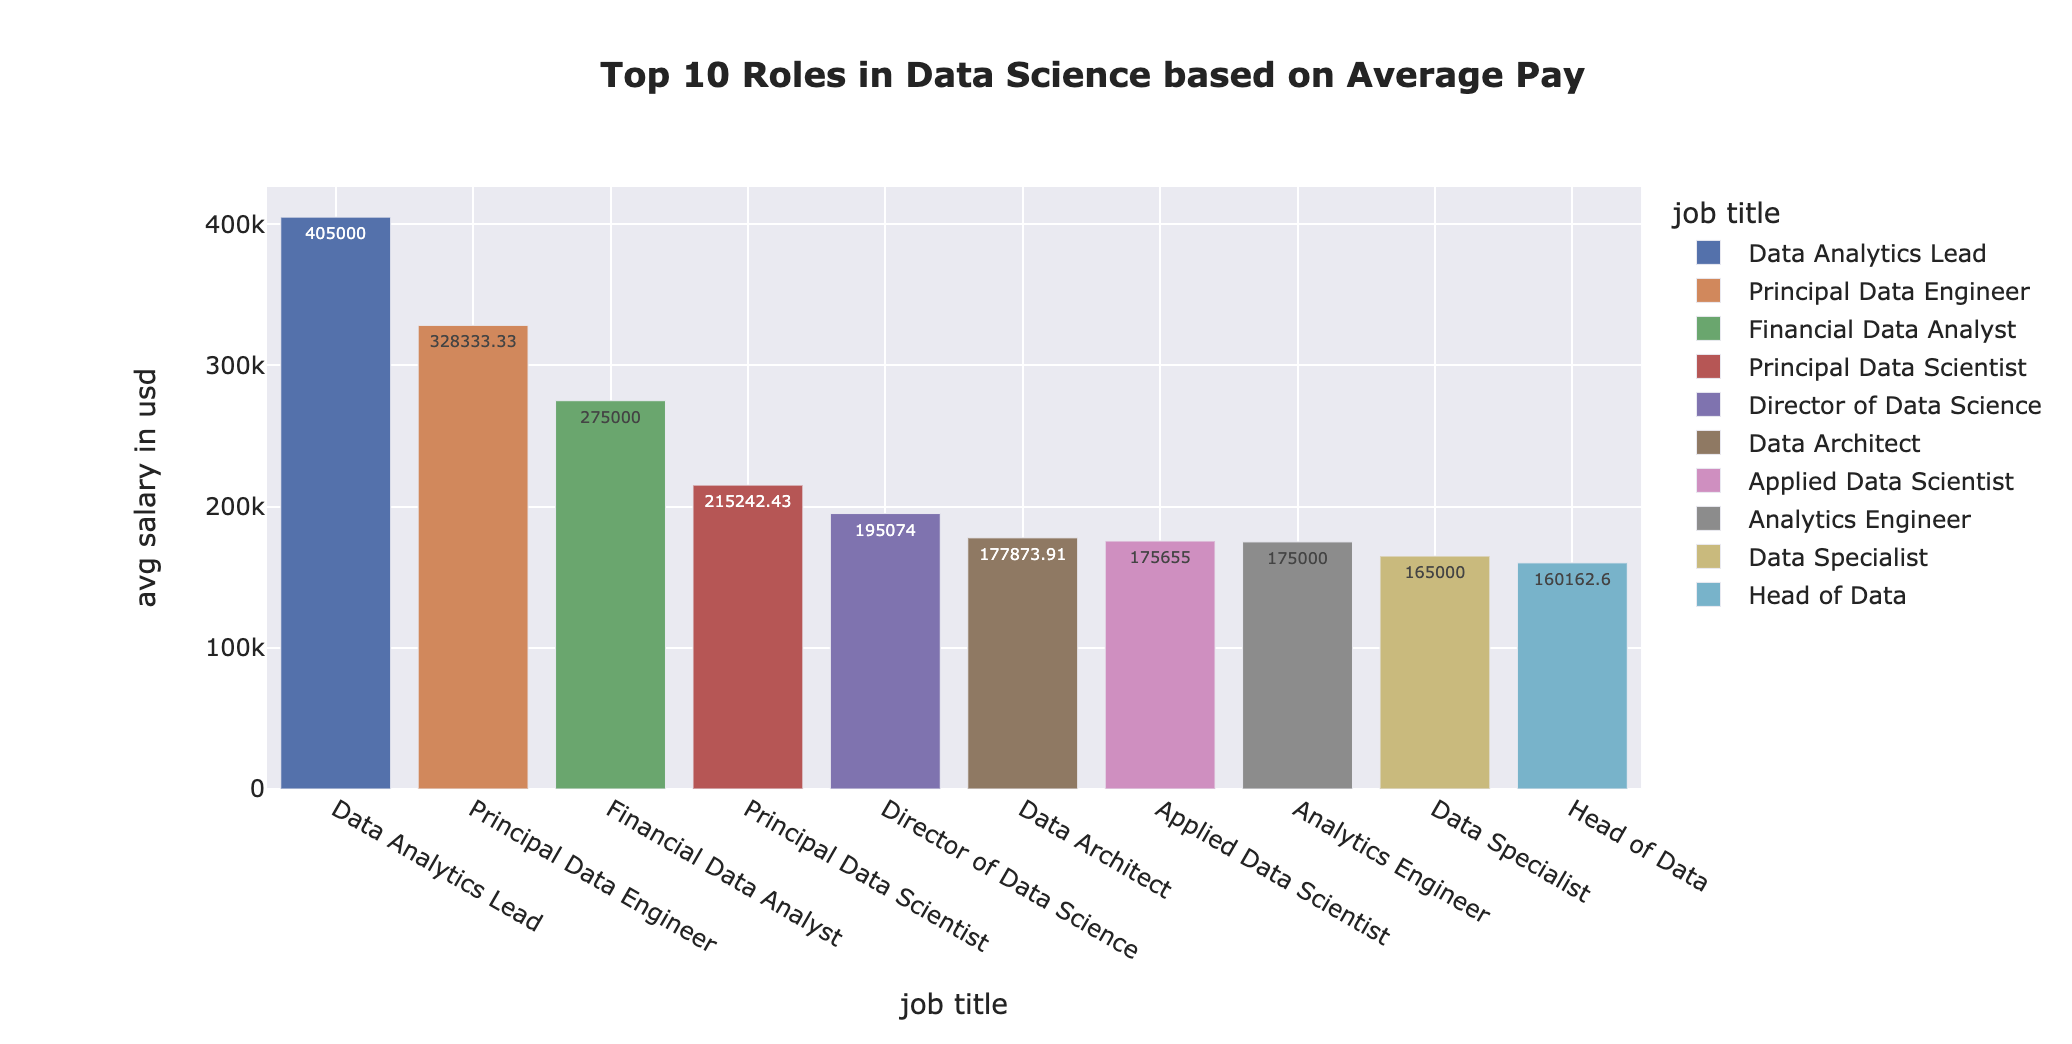 Top 10 Roles in Data Science based on Average Pay
avg salary in usd
400k
300k
200k
100k
0
405000
328333.33
275000
215242.43
195074
177873.91
175655
175000
165000
160162.6
Data Analytics Lead
Principal Data Engineer
Financial Data Analyst
Principal Data Scientist
Director of Data Science
Data Architect
Applied Data Scientist
Analytics Engineer
Data Specialist
Head of Data
job title
job title
Data Analytics Lead
Principal Data Engineer
Financial Data Analyst
Principal Data Scientist
Director of Data Science
Data Architect
Applied Data Scientist
Analytics Engineer
Data Specialist
Head of Data